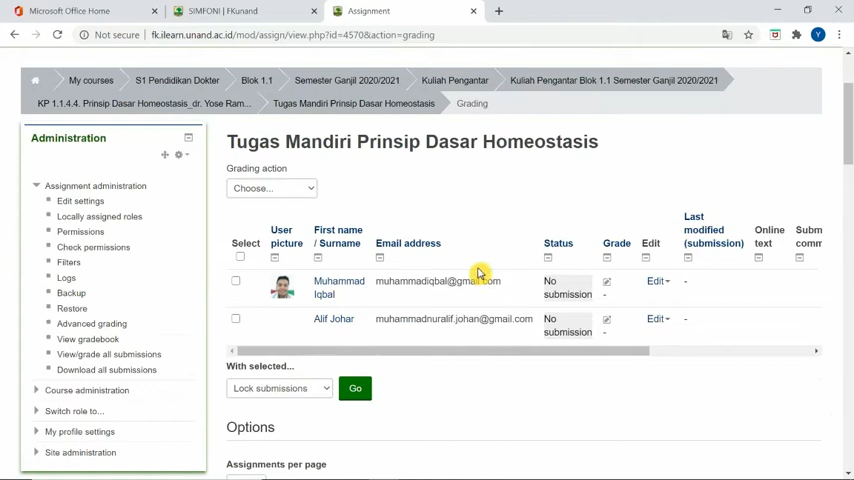 Microsoft Office Home
SIMFONI | FKunand
Assignment
Not secure | fk.ilearn.unand.ac.id/mod/assign/view.php?id=4570&action=grading
Y
My courses
S1 Pendidikan Dokter
Blok 1.1
Semester Ganjil 2020/2021
Kuliah Pengantar
Kuliah Pengantar Blok 1.1 Semester Ganjil 2020/2021
KP 1.1.4.4. Prinsip Dasar Homeostasis_dr. Yose Ram...
Tugas Mandiri Prinsip Dasar Homeostasis
Grading
Administration
Assignment administration
Edit settings
Locally assigned roles
Permissions
Check permissions
Filters
Logs
Backup
Restore
Advanced grading
View gradebook
View/grade all submissions
Download all submissions
Course administration
Switch role to...
My profile settings
Site administration
Tugas Mandiri Prinsip Dasar Homeostasis
Grading action
Choose...
Select
User picture
First name / Surname
Email address
Status
Grade
Edit
Last modified (submission)
Online text
Subm comm
Muhammad Iqbal
muhammadiqbal@gmail.com
No submission
-
Edit
-
Alif Johar
muhammadnuralif.johan@gmail.com
No submission
-
Edit
-
With selected...
Lock submissions
Go
Options
Assignments per page